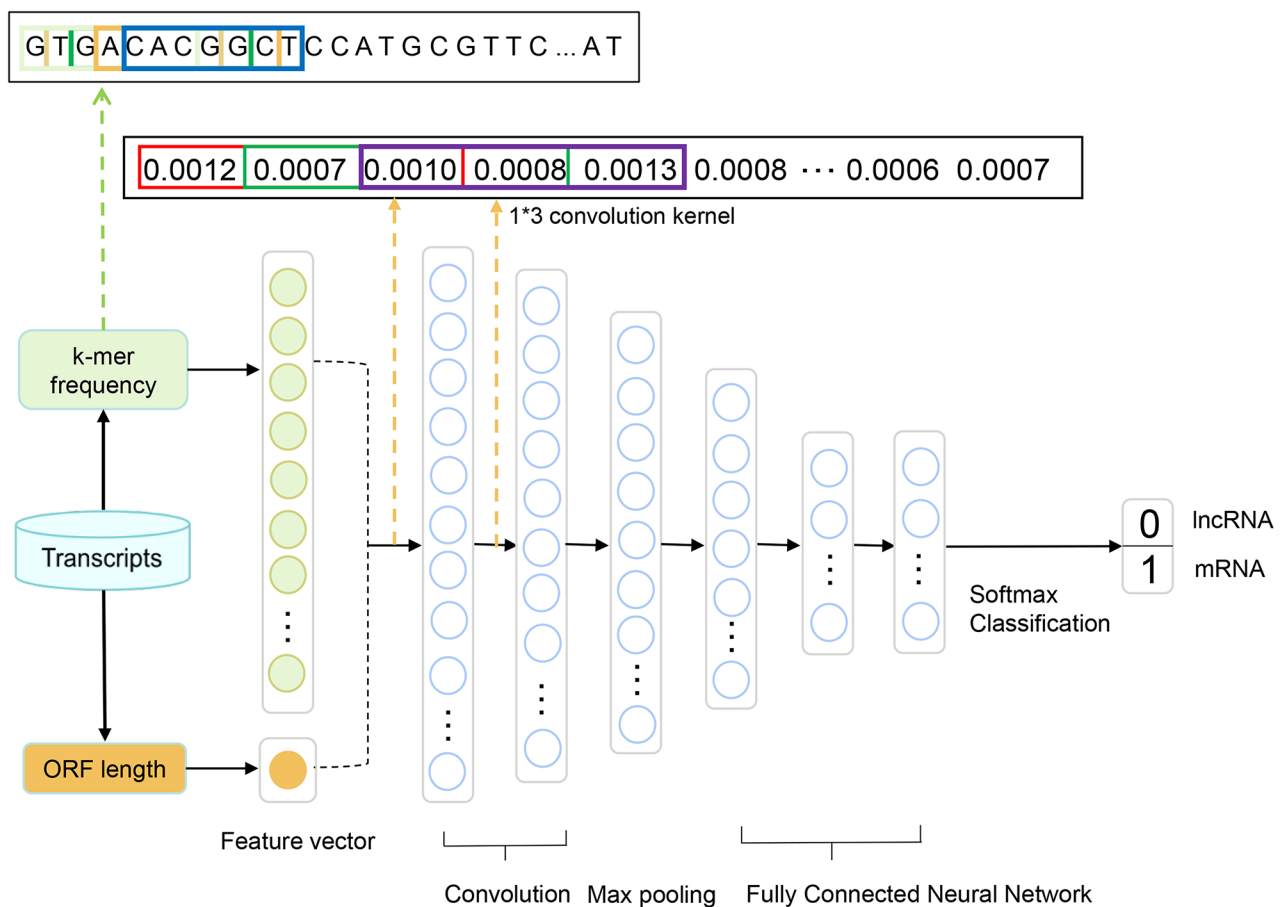 G T G A C A C G G C T C C A T G C G T T C ... A T
0.0012 0.0007 0.0010 0.0008 0.0013 0.0008 ··· 0.0006 0.0007
1*3 convolution kernel
k-mer
frequency
Transcripts
ORF length
Feature vector
Convolution
Max pooling
Fully Connected Neural Network
Softmax
Classification
0 lncRNA
1 mRNA